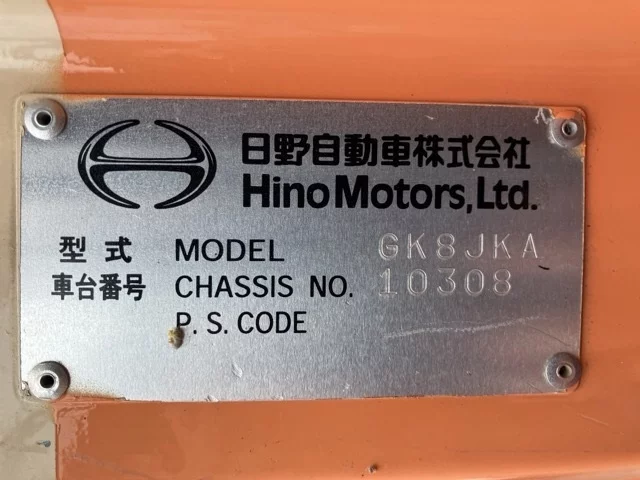 日野自動車株式会社
Hino Motors, Ltd.
型式 MODEL GK8JKA
車台番号 CHASSIS NO. 10308
P. S. CODE